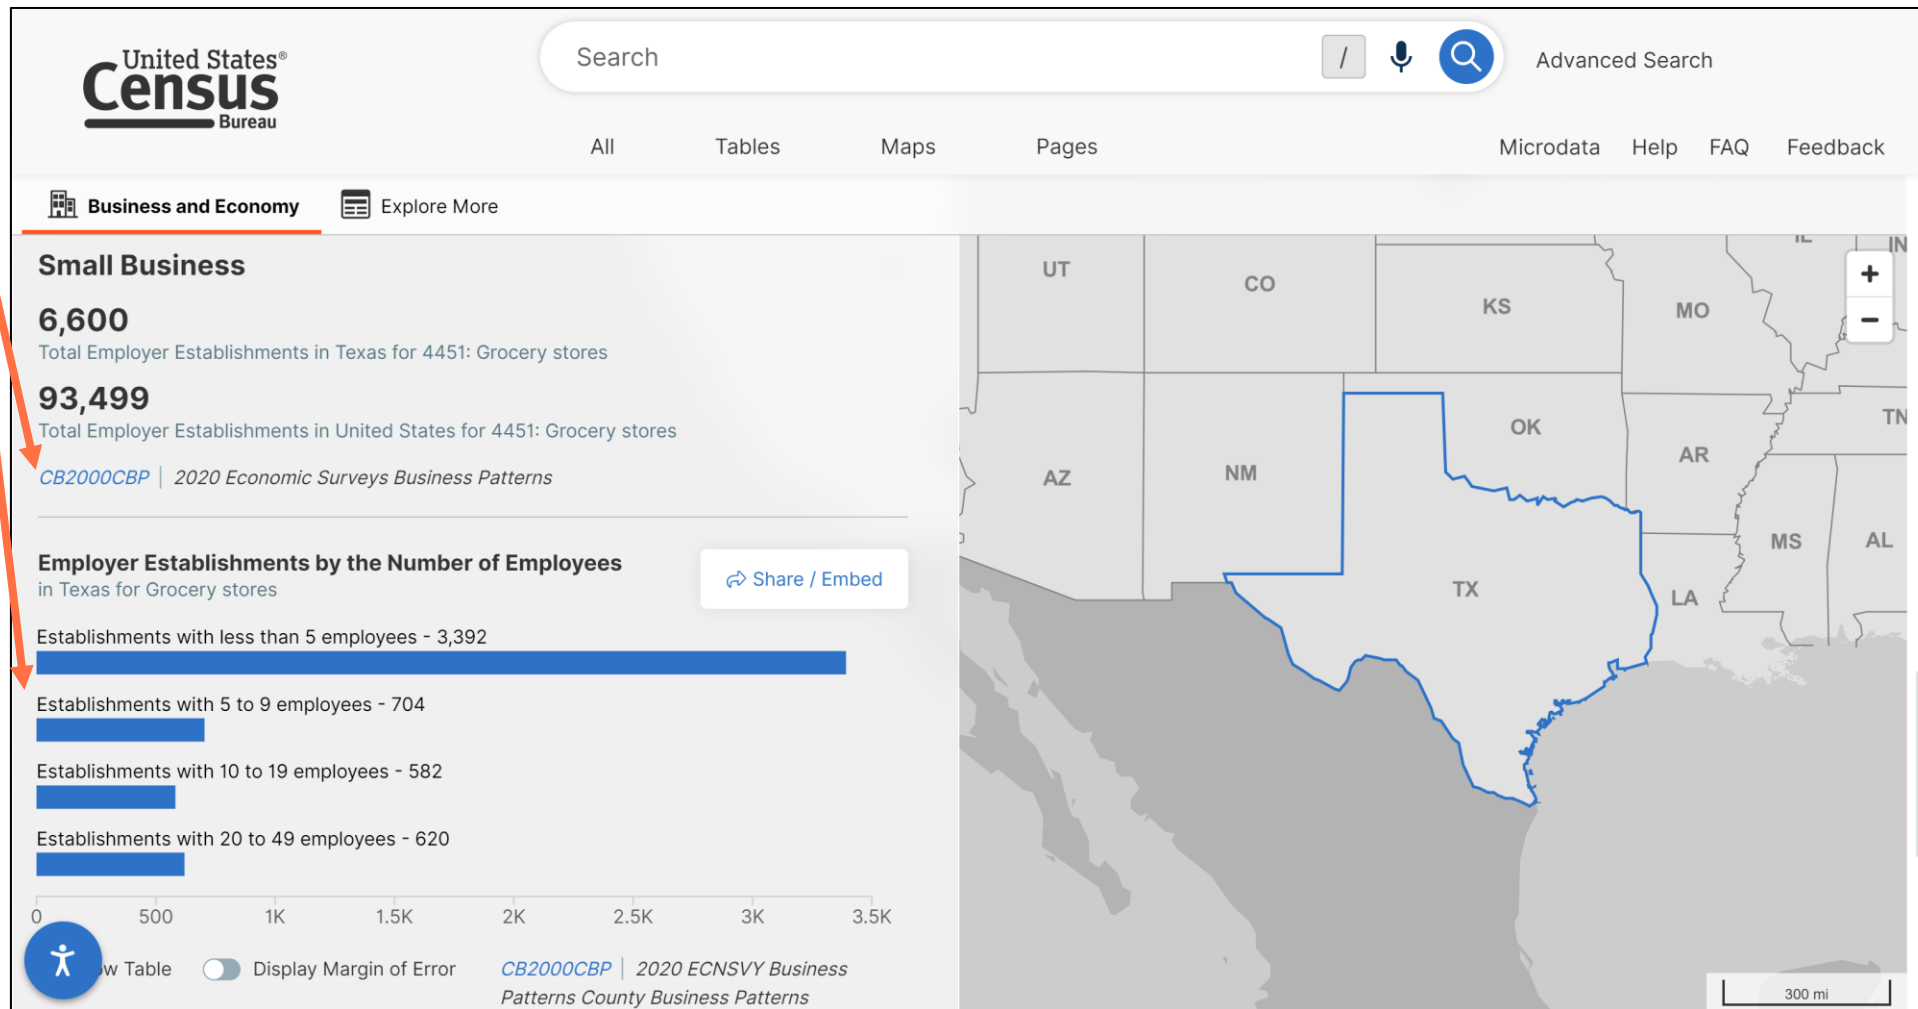 United States®
Census
Bureau
Search
/
Advanced Search
All Tables Maps Pages
Microdata Help FAQ Feedback
Business and Economy
Explore More
Small Business
6,600
Total Employer Establishments in Texas for 4451: Grocery stores
93,499
Total Employer Establishments in United States for 4451: Grocery stores
CB2000CBP | 2020 Economic Surveys Business Patterns
Employer Establishments by the Number of Employees
in Texas for Grocery stores
Share / Embed
Establishments with less than 5 employees - 3,392
Establishments with 5 to 9 employees - 704
Establishments with 10 to 19 employees - 582
Establishments with 20 to 49 employees - 620
0 500 1K 1.5K 2K 2.5K 3K 3.5K
w Table
Display Margin of Error
CB2000CBP | 2020 ECNSVY Business
Patterns County Business Patterns
UT
CO
KS
MO
IL
IN
+
−
AZ
NM
OK
AR
TN
TX
LA
MS
AL
300 mi